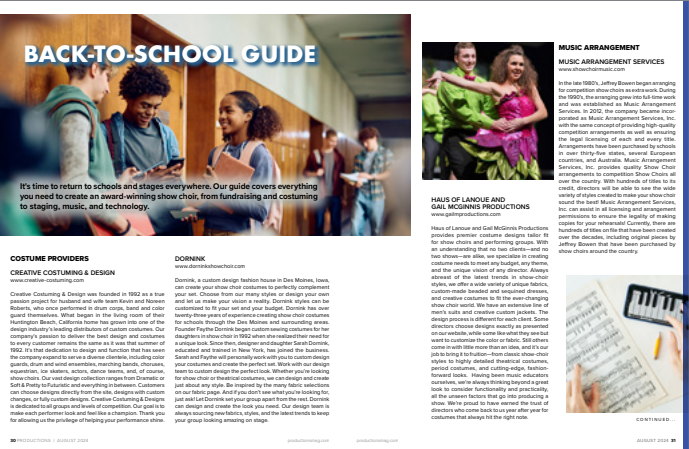 BACK-TO-SCHOOL GUIDE
It's time to return to schools and stages everywhere. Our guide covers everything
you need to create an award-winning show choir, from fundraising and costuming
to staging, music, and technology.
COSTUME PROVIDERS
CREATIVE COSTUMING & DESIGN
www.creative-costuming.com
Creative Costuming & Design was founded in 1992 as a true
passion project for husband and wife team Kevin and Noreen
Roberts, who once performed in drum corps, band and color
guard themselves. What began in the living room of their
Huntington Beach, California home has grown into one of the
design industry's leading distributors of custom costumes. Our
company's passion to deliver the best design and costumes
to every customer remains the same as it was that summer of
1992. It's that dedication to design and function that has seen
the company expand to serve a diverse clientele, including color
guards, drum and wind ensembles, marching bands, choruses,
equestrian, ice skaters, actors, dance teams, and, of course,
show choirs. Our vast design collection ranges from Dramatic or
Soft & Pretty to Futuristic and everything in between. Customers
can choose designs directly from the site, designs with custom
changes, or fully custom designs. Creative Costuming & Designs
is dedicated to all groups and levels of competition. Our goal is to
make each performer look and feel like a champion. Thank you
for allowing us the privilege of helping your performance shine.
DORNINK
www.dorninkshowchoir.com
Dornink, a custom design fashion house in Des Moines, Iowa,
can create your show choir costumes to perfectly complement
your set. Choose from our many styles or design your own
and let us make your vision a reality. Dornink styles can be
customized to fit your set and your budget. Dornink has over
twenty-three years of experience creating show choir costumes
for schools through the Des Moines and surrounding areas.
Founder Faythe Dornink began custom sewing costumes for her
daughters in show choir in 1992 when she realized their need for
a unique look. Since then, designer and daughter Sarah Dornink,
educated and trained in New York, has joined the business.
Sarah and Faythe will personally work with you to custom design
your costumes and create the perfect set. Work with our design
team to custom design the perfect look. Whether you're looking
for show choir or theatrical costumes, we can design and create
just about any style. Be inspired by the many fabric selections
on our fabric page. And if you don't see what you're looking for,
just ask! Let Dornink set your group apart from the rest. Dornink
can design and create the look you need. Our design team is
always sourcing new fabrics, styles, and the latest trends to keep
your group looking amazing on stage.
30 PRODUCTIONS | AUGUST 2024
productionsmag.com
HAUS OF LANOUE AND
GAIL MCGINNIS PRODUCTIONS
www.gailmproductions.com
Haus of Lanoue and Gail McGinnis Productions
provides premier costume designs tailor fit
for show choirs and performing groups. With
an understanding that no two clients—and no
two shows—are alike, we specialize in creating
costume needs to meet any budget, any theme,
and the unique vision of any director. Always
abreast of the latest trends in show-choir
styles, we offer a wide variety of unique fabrics,
custom-made beaded and sequined dresses,
and creative costumes to fit the ever-changing
show choir world. We have an extensive line of
men's suits and creative custom jackets. The
design process is different for each client. Some
directors choose designs exactly as presented
on our website, while some like what they see but
want to customize the color or fabric. Still others
come in with little more than an idea, and it's our
job to bring it to fruition—from classic show-choir
styles to highly detailed theatrical costumes,
period costumes, and cutting-edge, fashion-
forward looks. Having been music educators
ourselves, we're always thinking beyond a great
look to consider functionality and practicality,
all the unseen factors that go into producing a
show. We're proud to have earned the trust of
directors who come back to us year after year for
costumes that always hit the right note.
MUSIC ARRANGEMENT
MUSIC ARRANGEMENT SERVICES
www.showchoirmusic.com
In the late 1980's, Jeffrey Bowen began arranging
for competition show choirs as extra work. During
the 1990's, the arranging grew into full-time work
and was established as Music Arrangement
Services. In 2012, the company became incor-
porated as Music Arrangement Services, Inc.
with the same concept of providing high-quality
competition arrangements as well as ensuring
the legal licensing of each and every title.
Arrangements have been purchased by schools
in over thirty-five states, several European
countries, and Australia. Music Arrangement
Services, Inc. provides quality Show Choir
arrangements to competition Show Choirs all
over the country. With hundreds of titles to its
credit, directors will be able to see the wide
variety of styles created to make your show choir
sound the best! Music Arrangement Services,
Inc. can assist in all licensing and arrangement
permissions to ensure the legality of making
copies for your rehearsals! Currently, there are
hundreds of titles on file that have been created
over the decades, including original pieces by
Jeffrey Bowen that have been purchased by
show choirs around the country.
CONTINUED...
productionsmag.com
AUGUST 2024 31